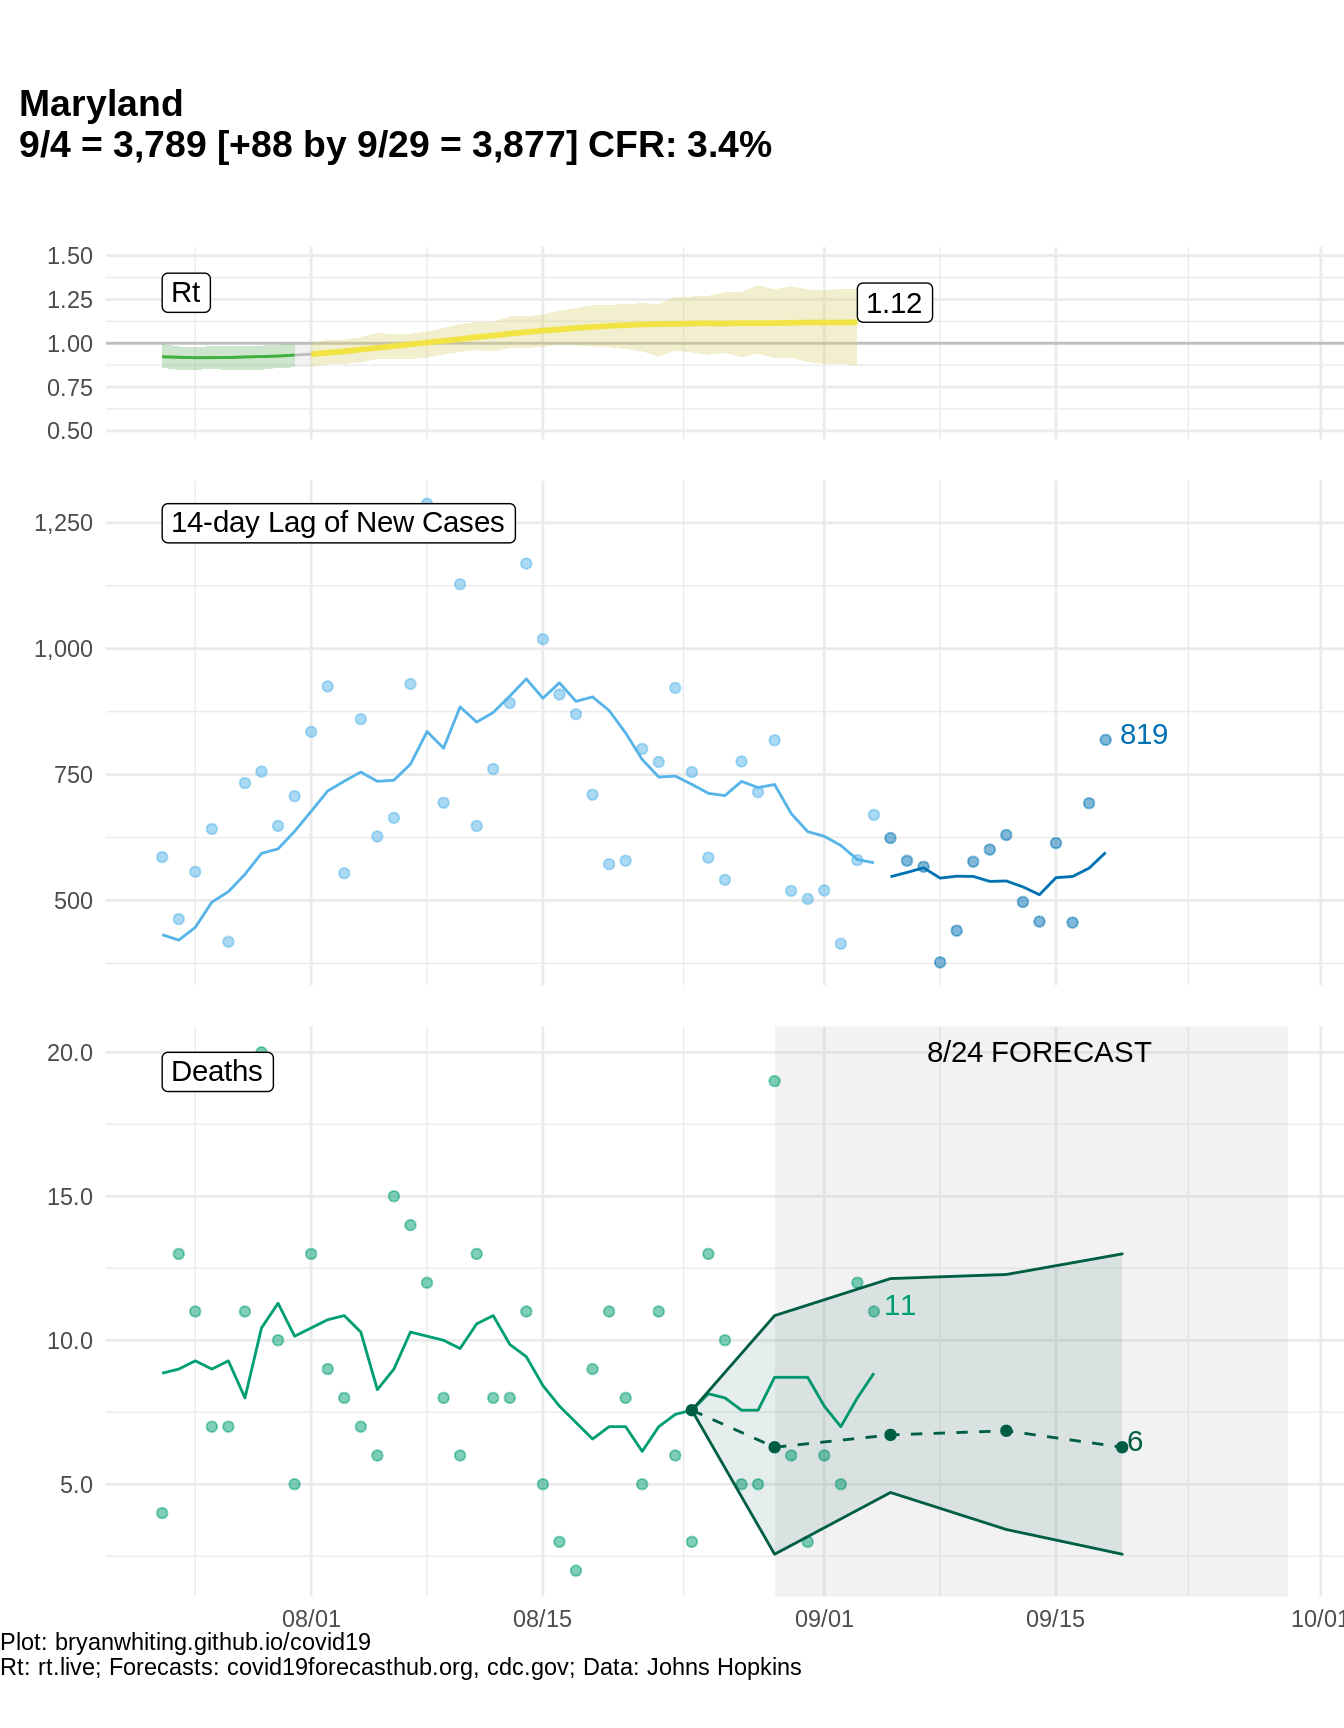 Maryland
9/4 = 3,789 [+88 by 9/29 = 3,877] CFR: 3.4%
1.50
1.25
1.00
0.75
0.50
Rt
1.12
1,250
1,000
750
500
14-day Lag of New Cases
819
20.0
15.0
10.0
5.0
Deaths
8/24 FORECAST
11
6
08/01
08/15
09/01
09/15
10/01
Plot: bryanwhiting.github.io/covid19
Rt: rt.live; Forecasts: covid19forecasthub.org, cdc.gov; Data: Johns Hopkins